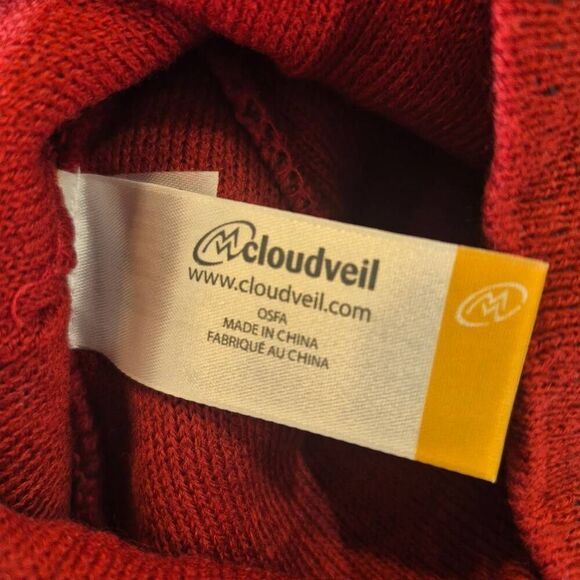 cloudveil
www.cloudveil.com
OSFA
MADE IN CHINA
FABRIQUÉ AU CHINA